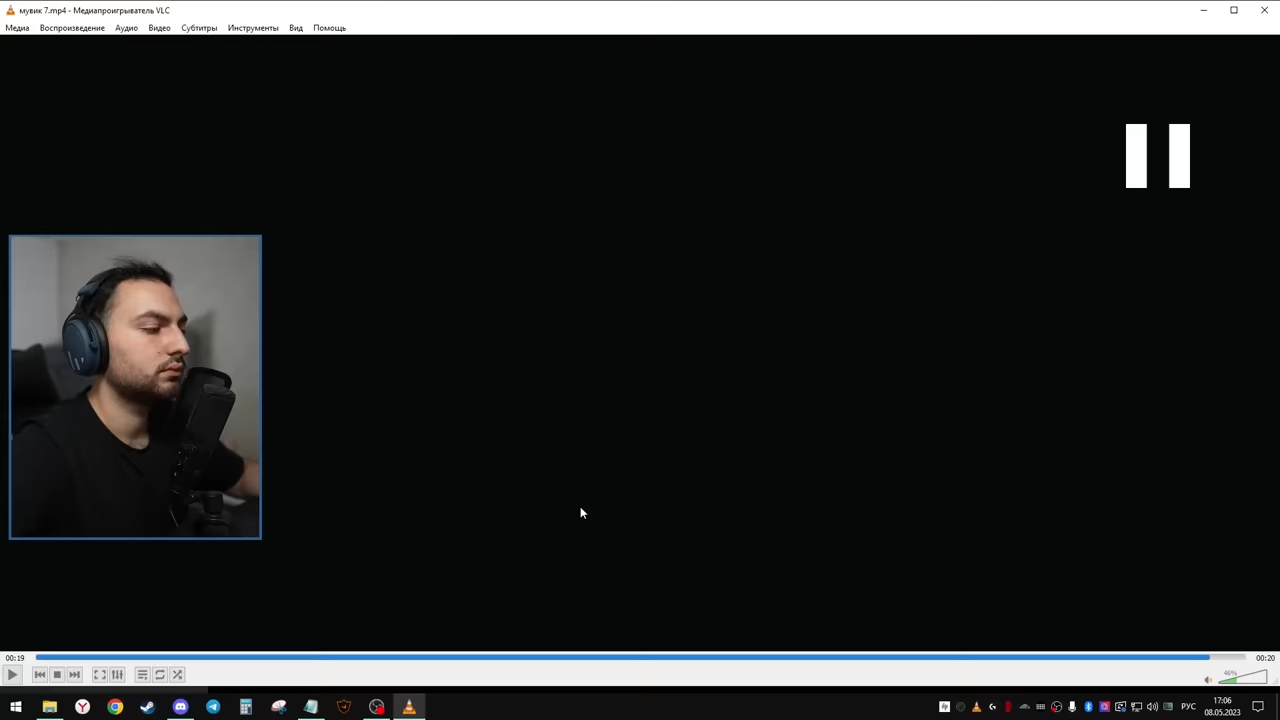 мувик 7.mp4 - Медиапроигрыватель VLC
Медиа Воспроизведение Аудио Видео Субтитры Инструменты Вид Помощь
00:19 00:20
46%
РУС
17:06
08.05.2023